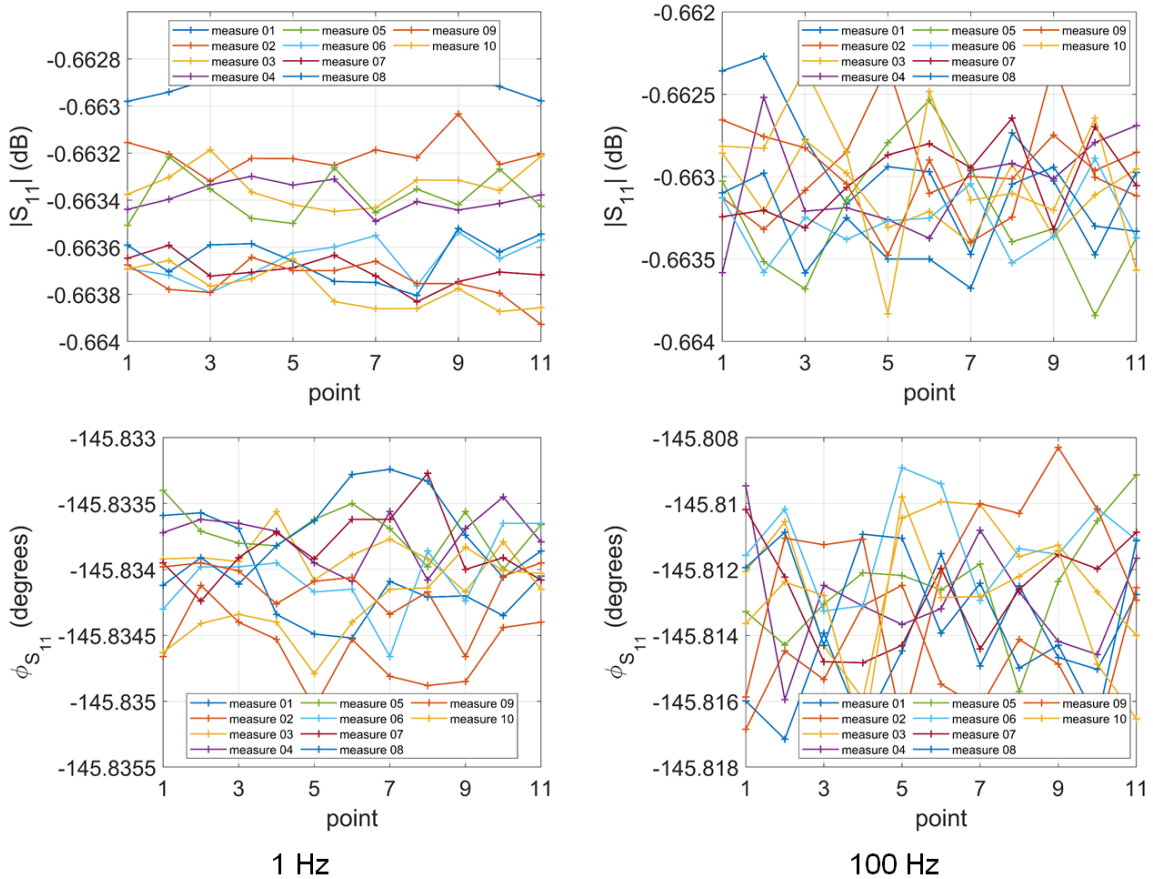 -0.6628
-0.663
-0.6632
-0.6634
-0.6636
-0.6638
-0.664
|S11| (dB)
measure 01 measure 05 measure 09
measure 02 measure 06 measure 10
measure 03 measure 07
measure 04 measure 08
1 3 5 7 9 11
point
-0.662
-0.6625
-0.663
-0.6635
-0.664
|S11| (dB)
measure 01 measure 05 measure 09
measure 02 measure 06 measure 10
measure 03 measure 07
measure 04 measure 08
1 3 5 7 9 11
point
-145.833
-145.8335
-145.834
-145.8345
-145.835
-145.8355
ϕS11 (degrees)
measure 01 measure 05 measure 09
measure 02 measure 06 measure 10
measure 03 measure 07
measure 04 measure 08
1 3 5 7 9 11
point
-145.808
-145.81
-145.812
-145.814
-145.816
-145.818
ϕS11 (degrees)
measure 01 measure 05 measure 09
measure 02 measure 06 measure 10
measure 03 measure 07
measure 04 measure 08
1 3 5 7 9 11
point
1 Hz
100 Hz